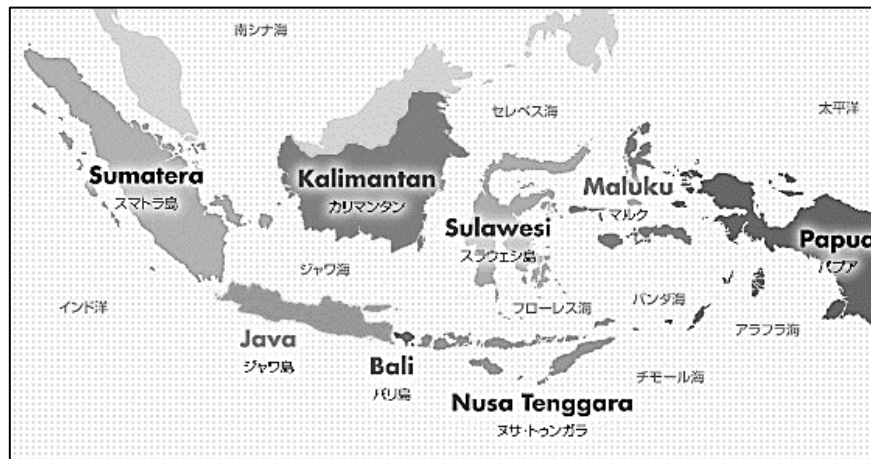 南シナ海
セレベス海
太平洋
Sumatera
スマトラ島
Kalimantan
カリマンタン
Maluku
マルク
Sulawesi
スラウェシ島
Papua
パプア
ジャワ海
インド洋
フローレス海
バンダ海
アラフラ海
Java
ジャワ島
Bali
バリ島
チモール海
Nusa Tenggara
ヌサ・トゥンガラ